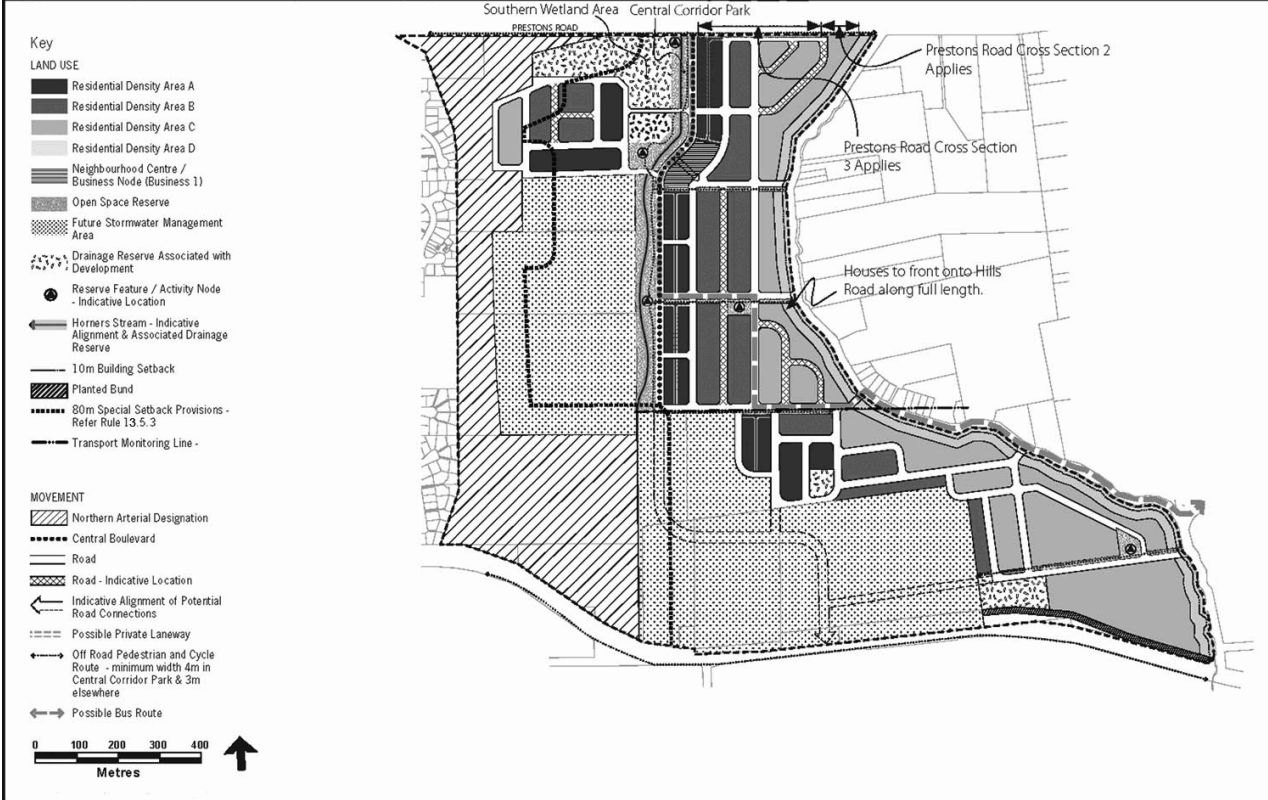 Southern Wetland Area
Central Corridor Park
PRESTONS ROAD
Prestons Road Cross Section 2
Applies
Prestons Road Cross Section
3 Applies
Houses to front onto Hills
Road along full length.
Key
LAND USE
Residential Density Area A
Residential Density Area B
Residential Density Area C
Residential Density Area D
Neighbourhood Centre /
Business Node (Business 1)
Open Space Reserve
Future Stormwater Management
Area
Drainage Reserve Associated with
Development
Reserve Feature / Activity Node
- Indicative Location
Horners Stream - Indicative
Alignment & Associated Drainage
Reserve
10m Building Setback
Planted Bund
80m Special Setback Provisions -
Refer Rule 13.5.3
Transport Monitoring Line -
MOVEMENT
Northern Arterial Designation
Central Boulevard
Road
Road - Indicative Location
Indicative Alignment of Potential
Road Connections
Possible Private Laneway
Off Road Pedestrian and Cycle
Route - minimum width 4m in
Central Corridor Park & 3m
elsewhere
Possible Bus Route
0 100 200 300 400
Metres